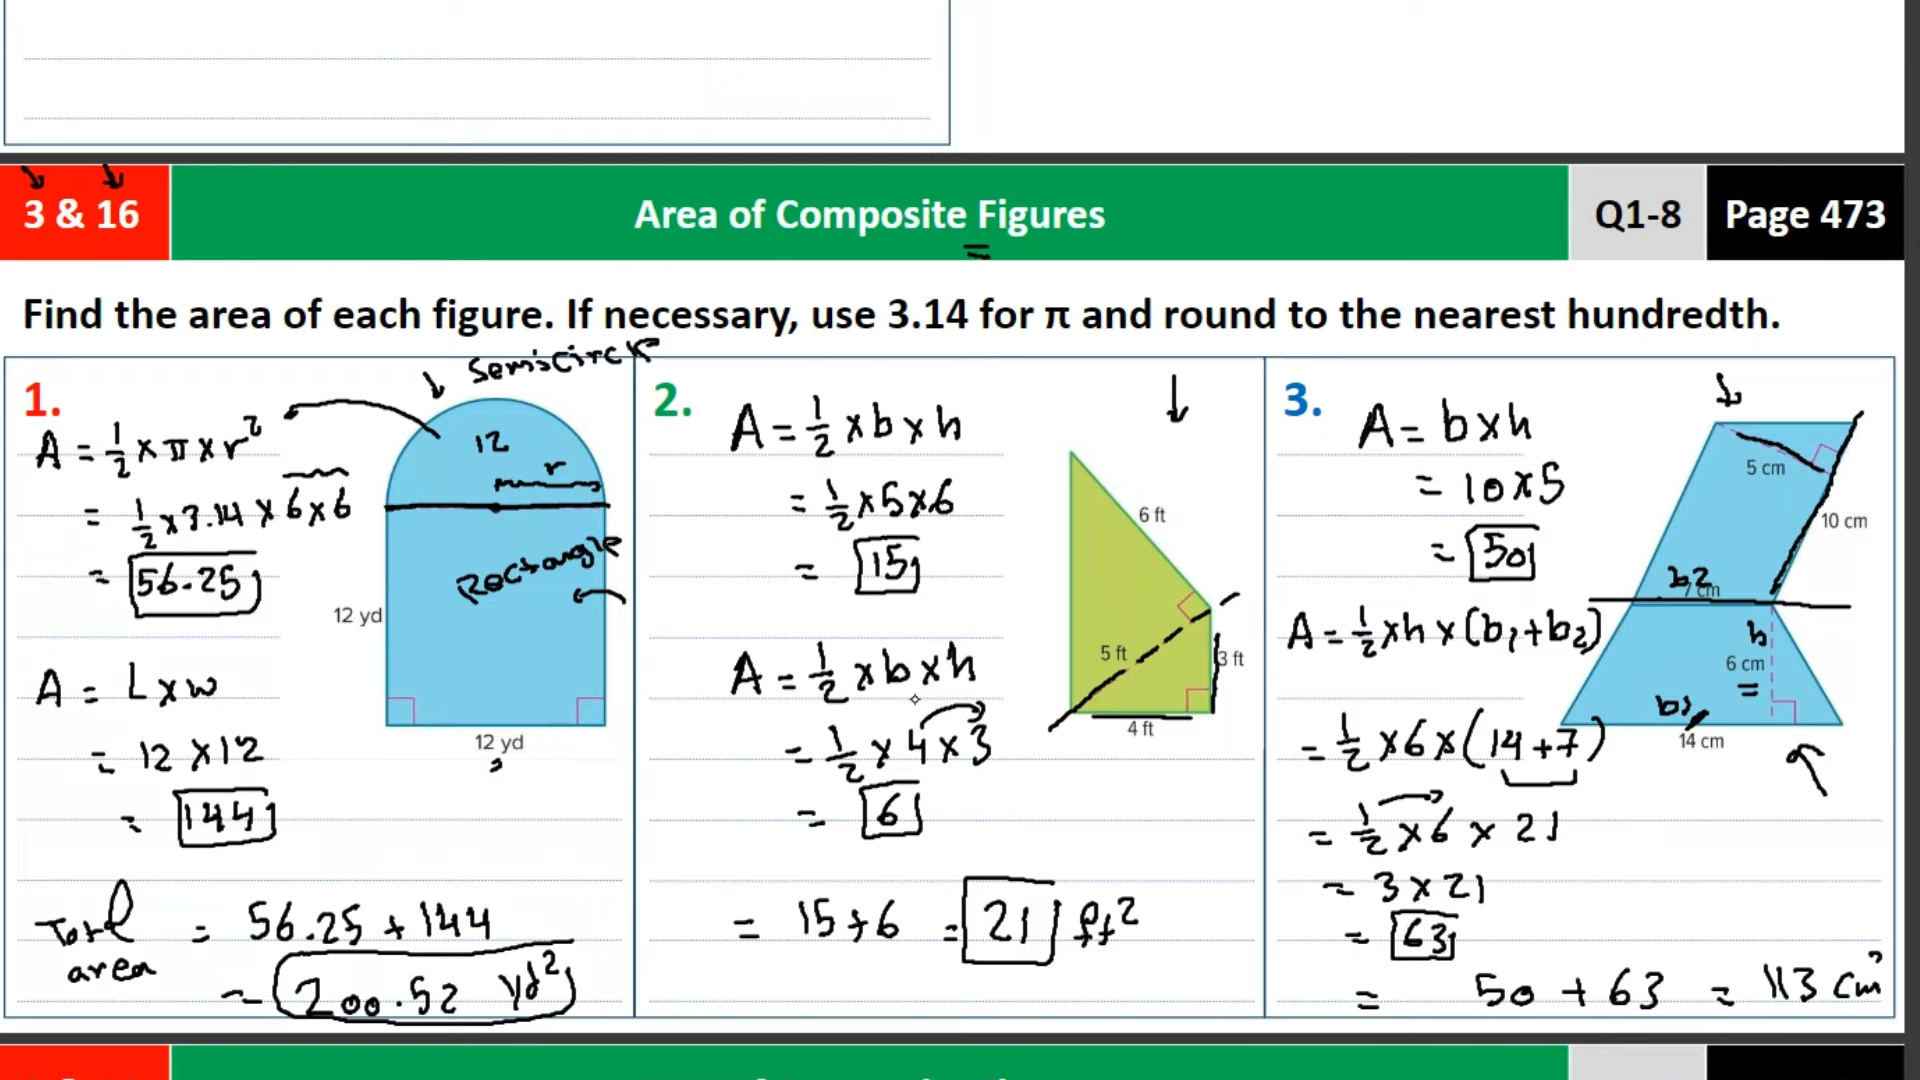 3 & 16
Area of Composite Figures
Q1-8
Page 473
Find the area of each figure. If necessary, use 3.14 for π and round to the nearest hundredth.
1.
Semicircle
A = 1/2 × π × r²
= 1/2 × 3.14 × 6 × 6
= 56.25
12
r
Rectangle
12 yd
12 yd
A = L × w
= 12 × 12
= 144
Total area = 56.25 + 144
= 200.52 yd²
2.
A = 1/2 × b × h
= 1/2 × 5 × 6
= 15
6 ft
5 ft
3 ft
4 ft
A = 1/2 × b × h
= 1/2 × 4 × 3
= 6
= 15 + 6 = 21 ft²
3.
A = b × h
= 10 × 5
= 50
5 cm
10 cm
b2
7 cm
h
6 cm
=
b1
14 cm
A = 1/2 × h × (b1 + b2)
= 1/2 × 6 × (14 + 7)
= 1/2 × 6 × 21
= 3 × 21
= 63
= 50 + 63 = 113 cm²